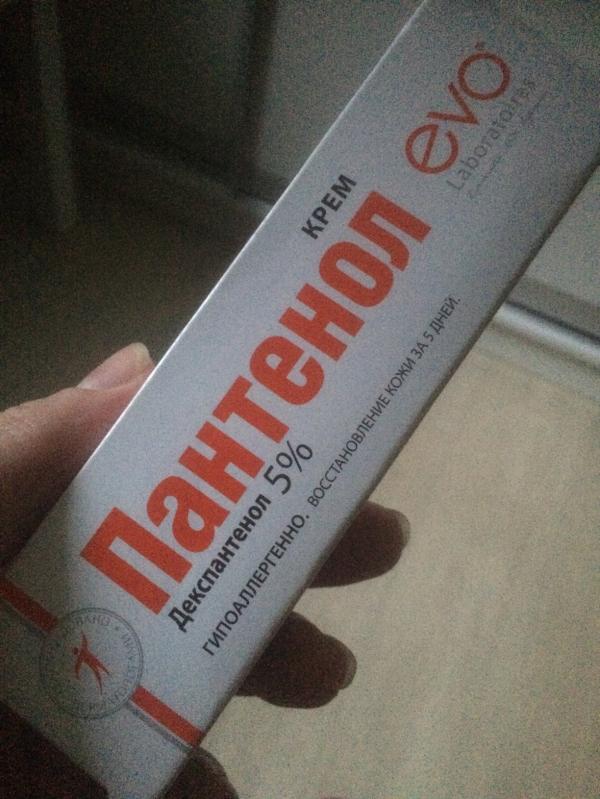 evo
Laboratoires
КРЕМ
Пантенол
Декспантенол 5%
ГИПОАЛЛЕРГЕННО. ВОССТАНОВЛЕНИЕ КОЖИ ЗА 5 ДНЕЙ.